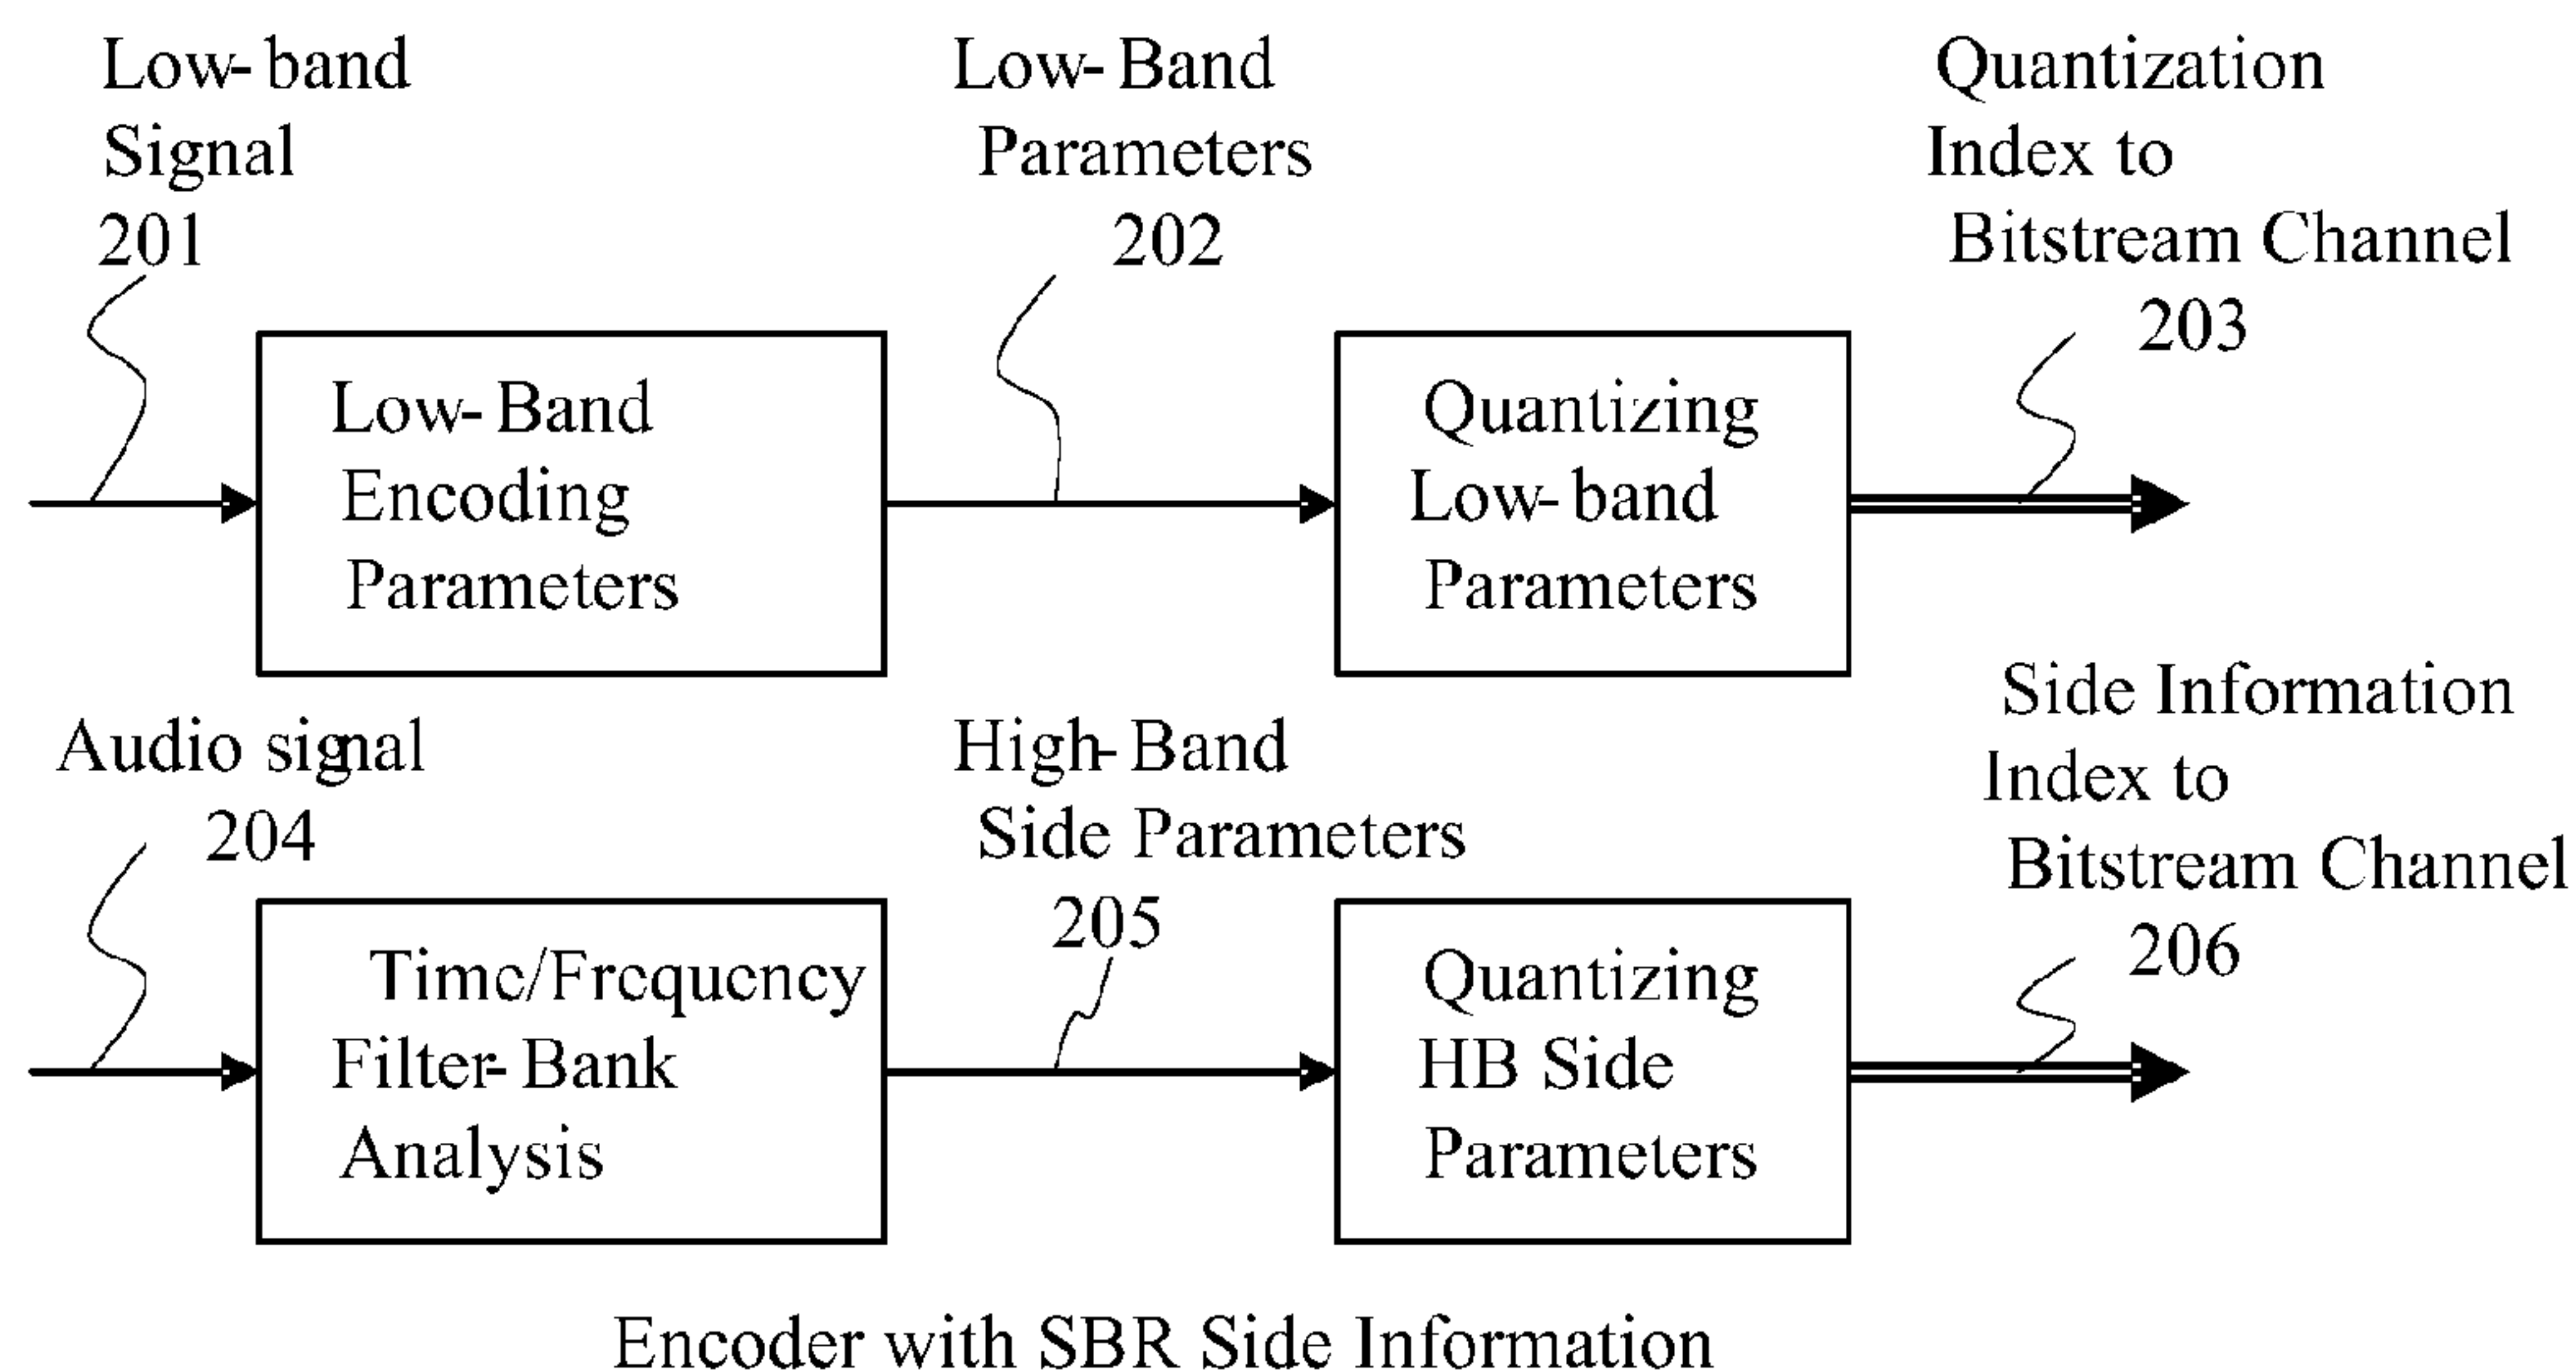 Low-band
Signal
201
Low-Band
Parameters
202
Quantization
Index to
Bitstream Channel
203
Low-Band
Encoding
Parameters
Quantizing
Low-band
Parameters
Audio signal
204
High-Band
Side Parameters
205
Side Information
Index to
Bitstream Channel
206
Time/Frequency
Filter-Bank
Analysis
Quantizing
HB Side
Parameters
Encoder with SBR Side Information